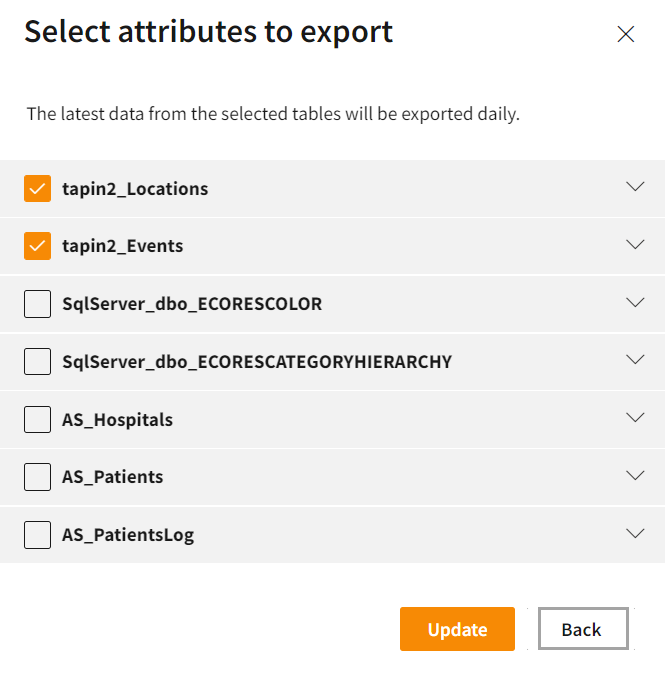 Select attributes to export
The latest data from the selected tables will be exported daily.
tapin2_Locations
tapin2_Events
SqlServer_dbo_ECORESCOLOR
SqlServer_dbo_ECORESCATEGORYHIERARCHY
AS_Hospitals
AS_Patients
AS_PatientsLog
Update Back